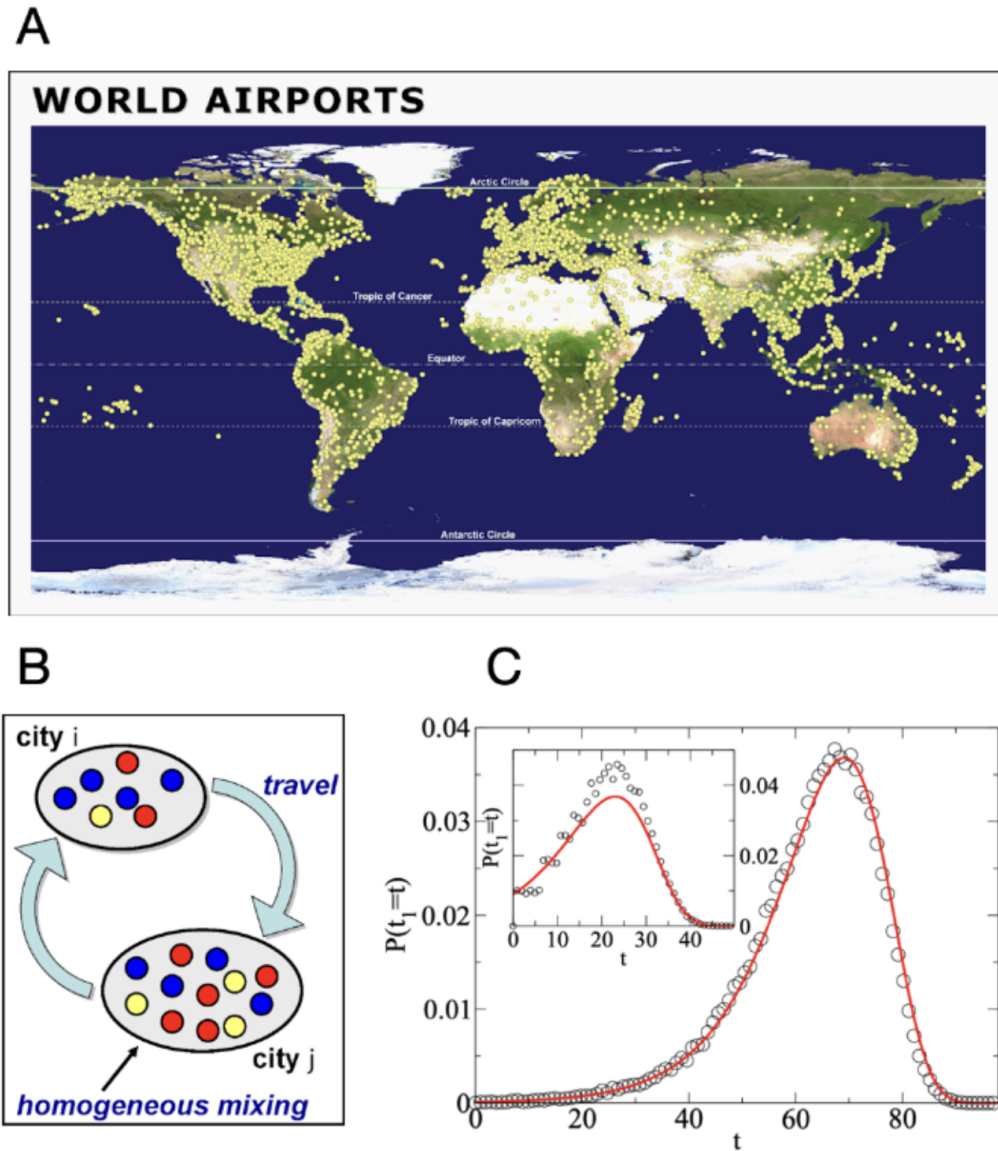 A
WORLD AIRPORTS
Arctic Circle
Tropic of Cancer
Equator
Tropic of Capricorn
Antarctic Circle
B
city i
travel
city j
homogeneous mixing
C
0.04
0.03
0.02
0.01
0
P(t₁=t)
0 20 40 60 80
t
P(t₁=t)
0.04
0.02
0
0 10 20 30 40
t